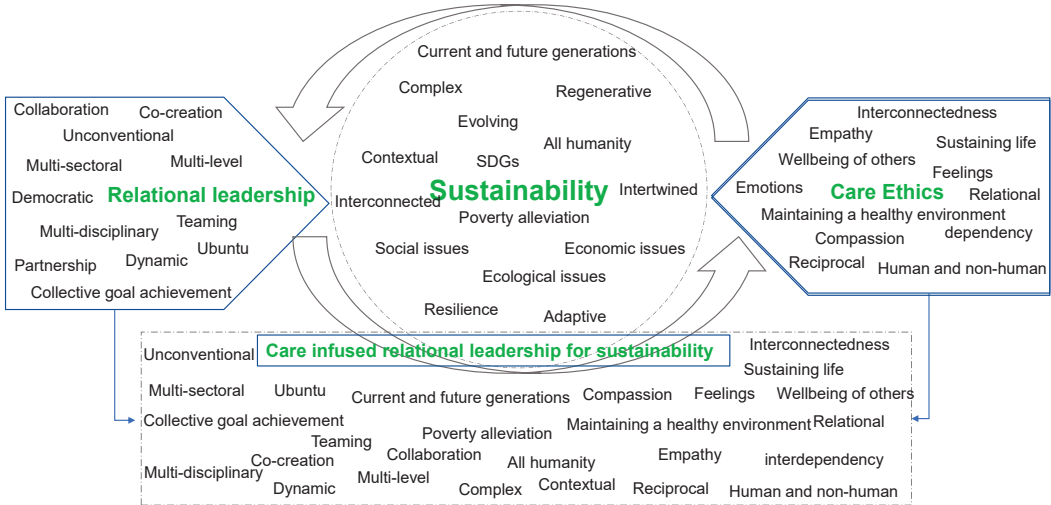 Collaboration
Co-creation
Unconventional
Multi-sectoral
Multi-level
Democratic
Relational leadership
Teaming
Multi-disciplinary
Ubuntu
Partnership
Dynamic
Collective goal achievement
Current and future generations
Complex
Regenerative
Evolving
All humanity
Contextual
SDGs
Sustainability
Intertwined
Interconnected
Poverty alleviation
Social issues
Economic issues
Ecological issues
Resilience
Adaptive
Interconnectedness
Empathy
Sustaining life
Wellbeing of others
Feelings
Emotions
Care Ethics
Relational
Maintaining a healthy environment
Compassion
dependency
Reciprocal
Human and non-human
Unconventional
Care infused relational leadership for sustainability
Interconnectedness
Sustaining life
Multi-sectoral
Ubuntu
Current and future generations
Compassion
Feelings
Wellbeing of others
Collective goal achievement
Teaming
Poverty alleviation
Maintaining a healthy environment
Relational
Multi-disciplinary
Co-creation
Collaboration
All humanity
Empathy
interdependency
Dynamic
Multi-level
Complex
Contextual
Reciprocal
Human and non-human